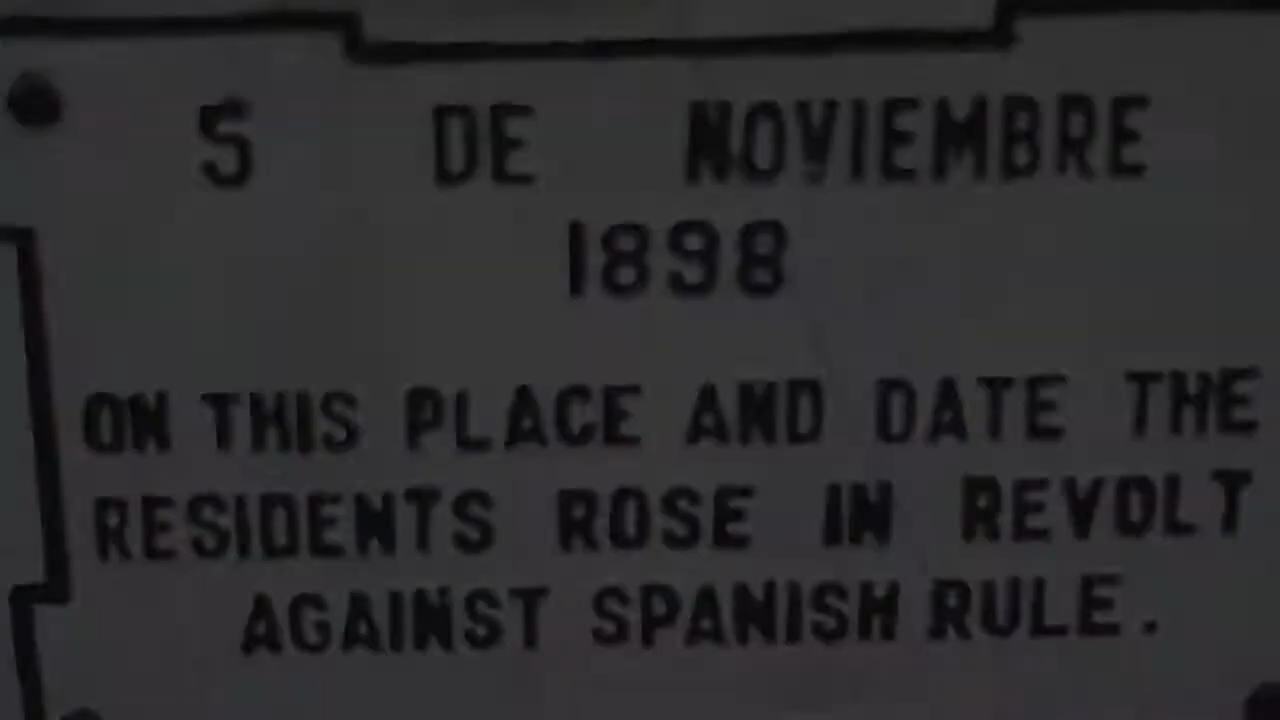 5 DE NOVIEMBRE
1898
ON THIS PLACE AND DATE THE
RESIDENTS ROSE IN REVOLT
AGAINST SPANISH RULE.